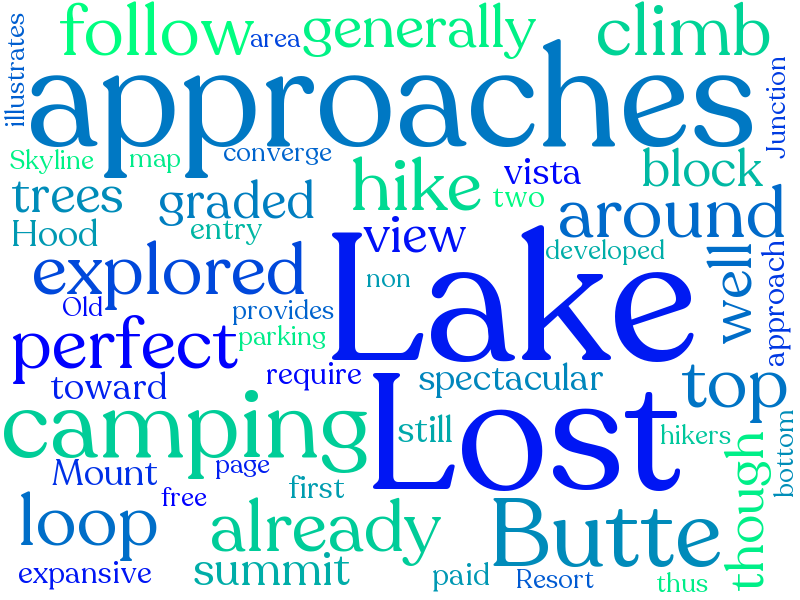 illustrates
follow
area
generally
climb
approaches
Junction
Skyline
map
converge
hike
vista
block
trees
graded
two
Hood
entry
view
around
explored
non
developed
well
approach
Old
provides
Lake
perfect
parking
toward
require
spectacular
top
camping
still
Lost
hikers
bottom
Mount
page
free
first
though
loop
already
Butte
expansive
summit
paid
Resort
thus